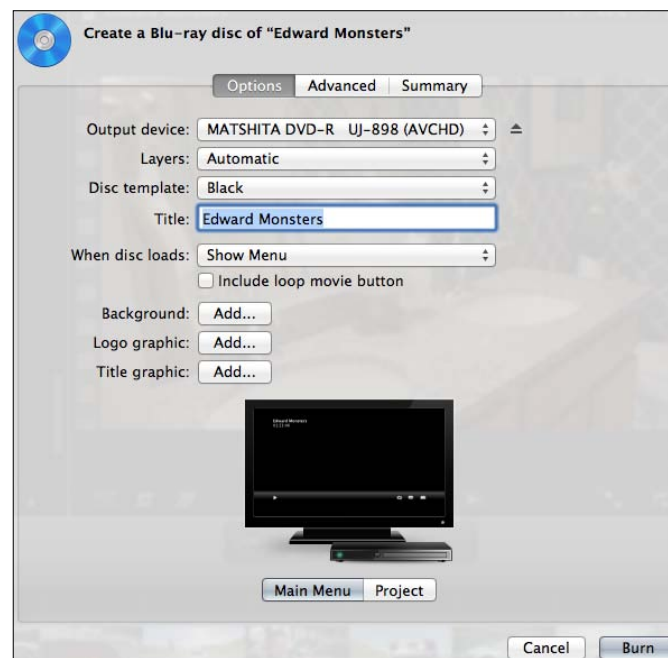 Create a Blu-ray disc of “Edward Monsters”
Options Advanced Summary
Output device: MATSHITA DVD-R UJ-898 (AVCHD)
Layers: Automatic
Disc template: Black
Title: Edward Monsters
When disc loads: Show Menu
Include loop movie button
Background: Add...
Logo graphic: Add...
Title graphic: Add...
Edward Monsters
Main Menu Project
Cancel Burn